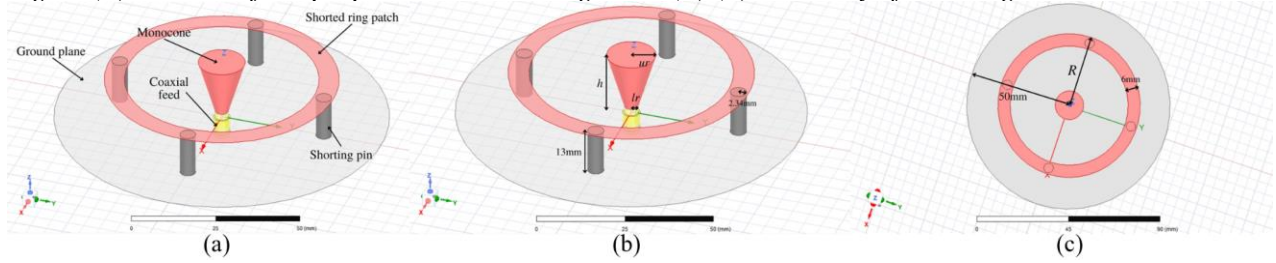 Shorted ring patch
Monocone
Z
Ground plane
Coaxial
feed
Y
X
Shorting pin
Z
Y
X
0
25
50 (mm)
(a)
Z
ur
h
lr
2.34mm
Y
X
13mm
Z
Y
X
0
25
50 (mm)
(b)
R
6mm
50mm
Y
X
Z
Y
X
0
45
90 (mm)
(c)